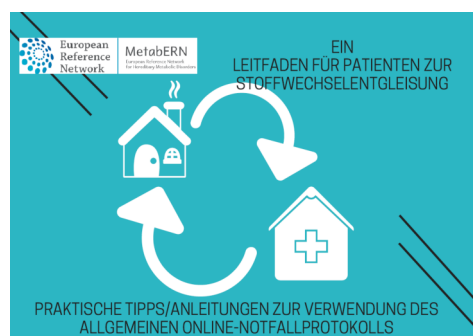 European
Reference
Network
MetabERN
European Reference Network
for Hereditary Metabolic Disorders
EIN
LEITFADEN FÜR PATIENTEN ZUR
STOFFWECHSELENTGLEISUNG
PRAKTISCHE TIPPS/ANLEITUNGEN ZUR VERWENDUNG DES
ALLGEMEINEN ONLINE-NOTFALLPROTOKOLLS